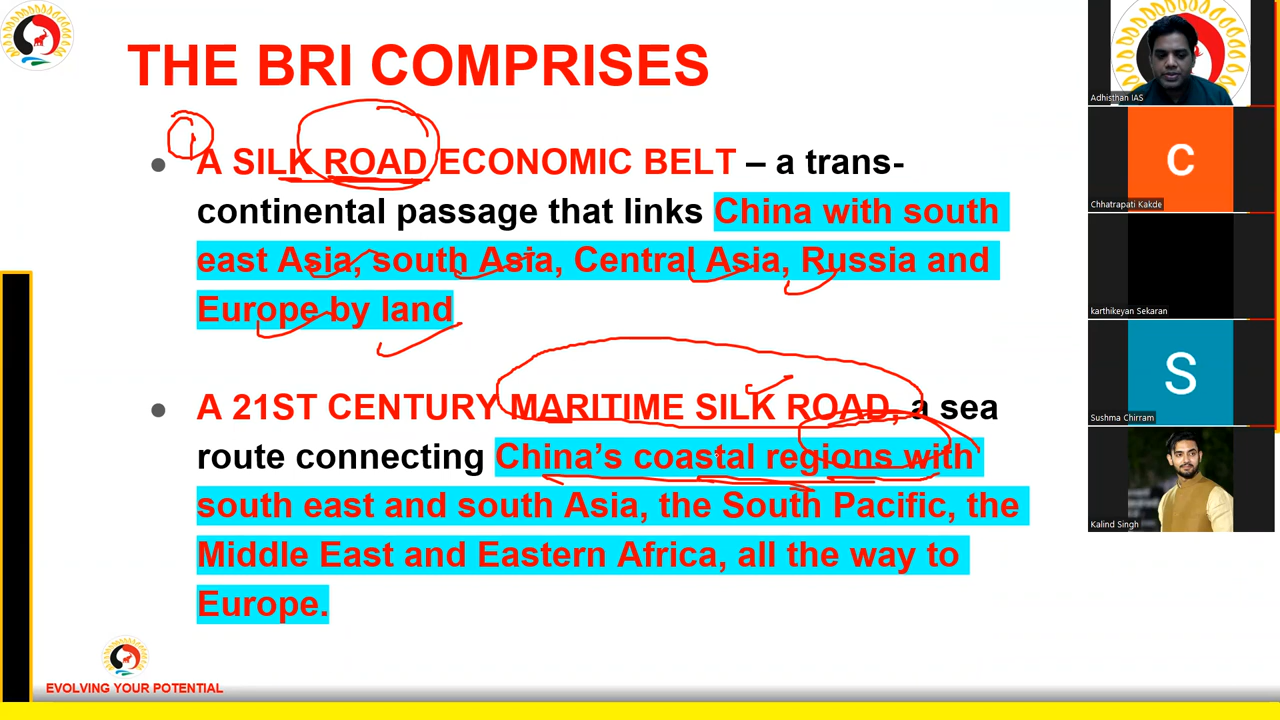 THE BRI COMPRISES
Adhisthan IAS
• A SILK ROAD ECONOMIC BELT – a trans-
continental passage that links China with south
east Asia, south Asia, Central Asia, Russia and
Europe by land
C
Chhatrapati Kakde
karthikeyan Sekaran
• A 21ST CENTURY MARITIME SILK ROAD, a sea
route connecting China’s coastal regions with
south east and south Asia, the South Pacific, the
Middle East and Eastern Africa, all the way to
Europe.
S
Sushma Chirram
Kalind Singh
EVOLVING YOUR POTENTIAL